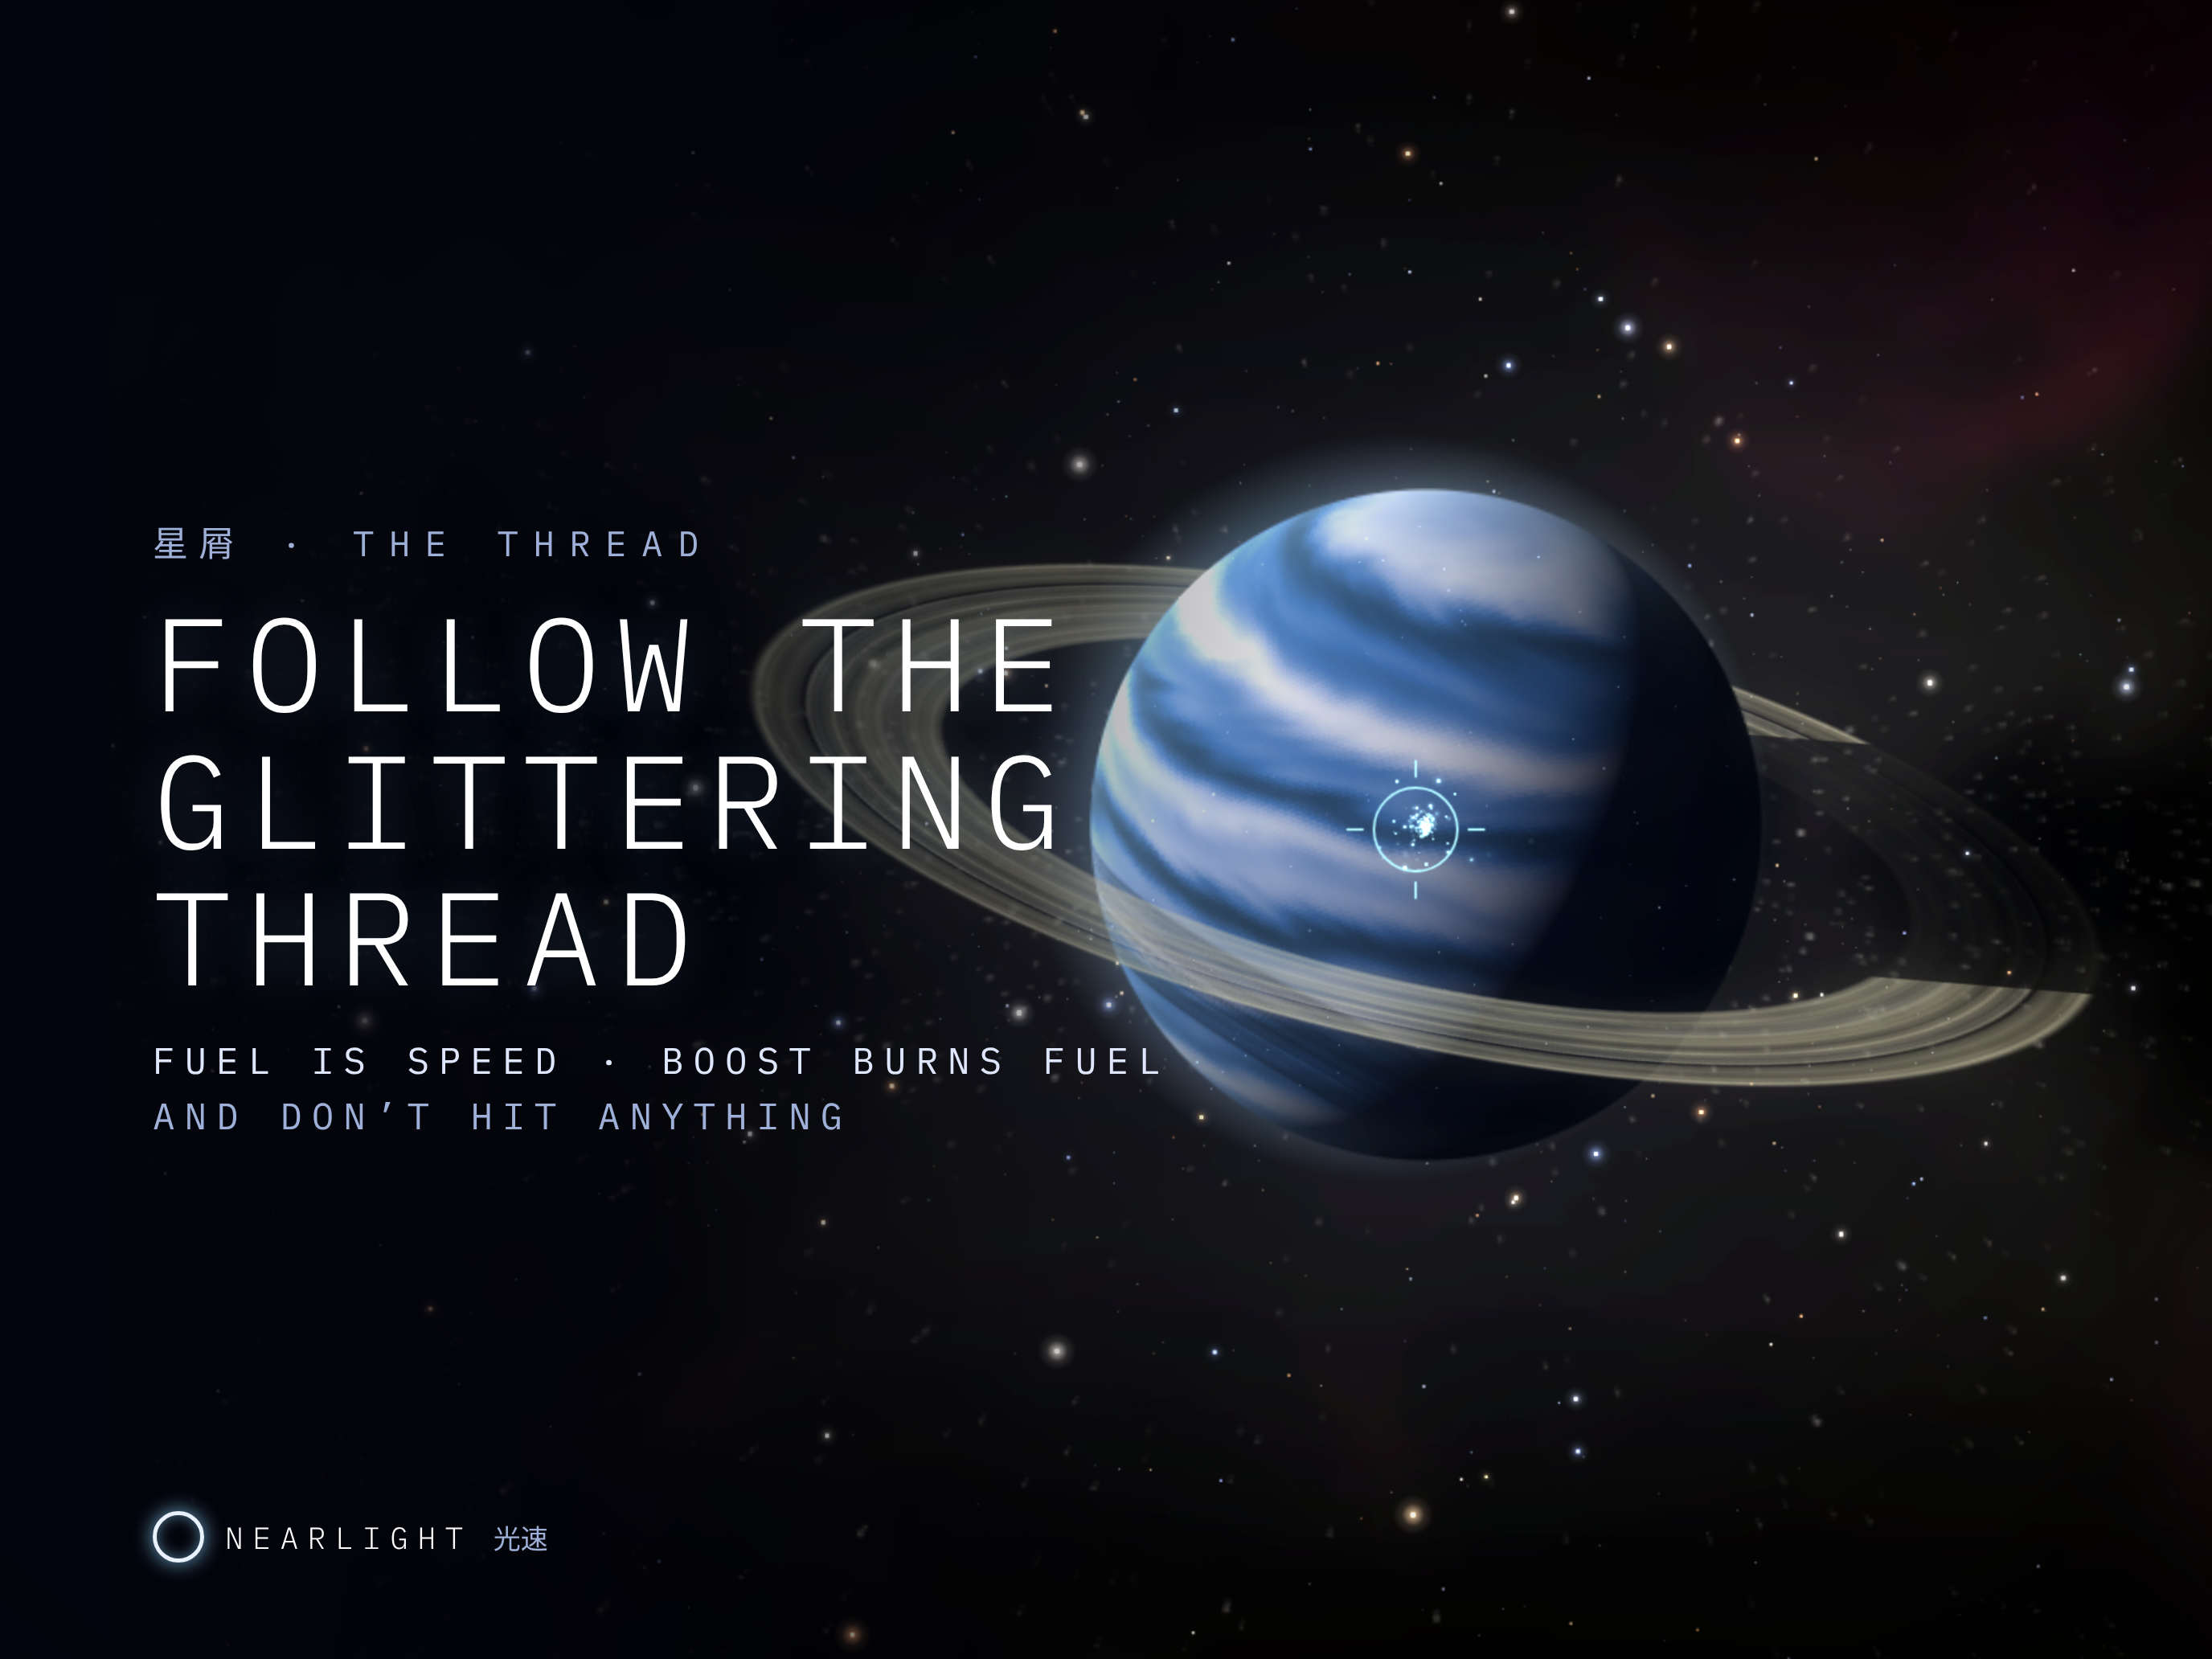 星屑 · THE THREAD
FOLLOW THE
GLITTERING
THREAD
FUEL IS SPEED · BOOST BURNS FUEL
AND DON’T HIT ANYTHING
NEARLIGHT 光速